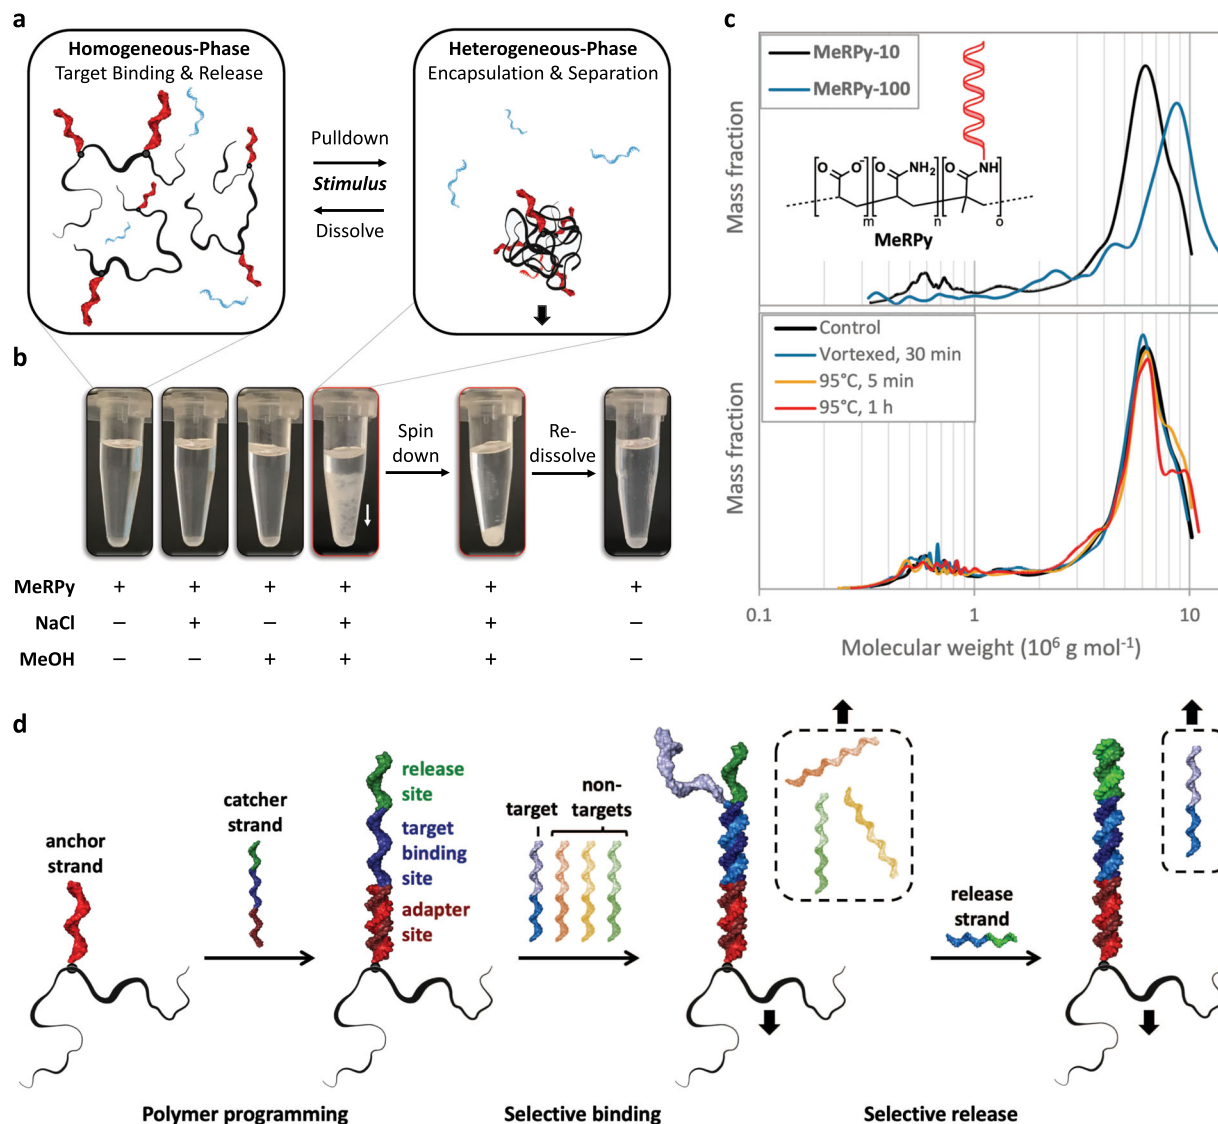 a
Homogeneous-Phase
Target Binding & Release
Pulldown
Stimulus
Dissolve
Heterogeneous-Phase
Encapsulation & Separation
b
Spin
down
Re-
dissolve
MeRPy + + + + + +
NaCl – + – + + –
MeOH – – + + + –
c
Mass fraction
MeRPy-10
MeRPy-100
O O⁻
O NH₂
O NH
m n o
MeRPy
Mass fraction
Control
Vortexed, 30 min
95°C, 5 min
95°C, 1 h
0.1 1 10
Molecular weight (10⁶ g mol⁻¹)
d
anchor
strand
catcher
strand
release
site
target
binding
site
adapter
site
target
non-
targets
release
strand
Polymer programming
Selective binding
Selective release